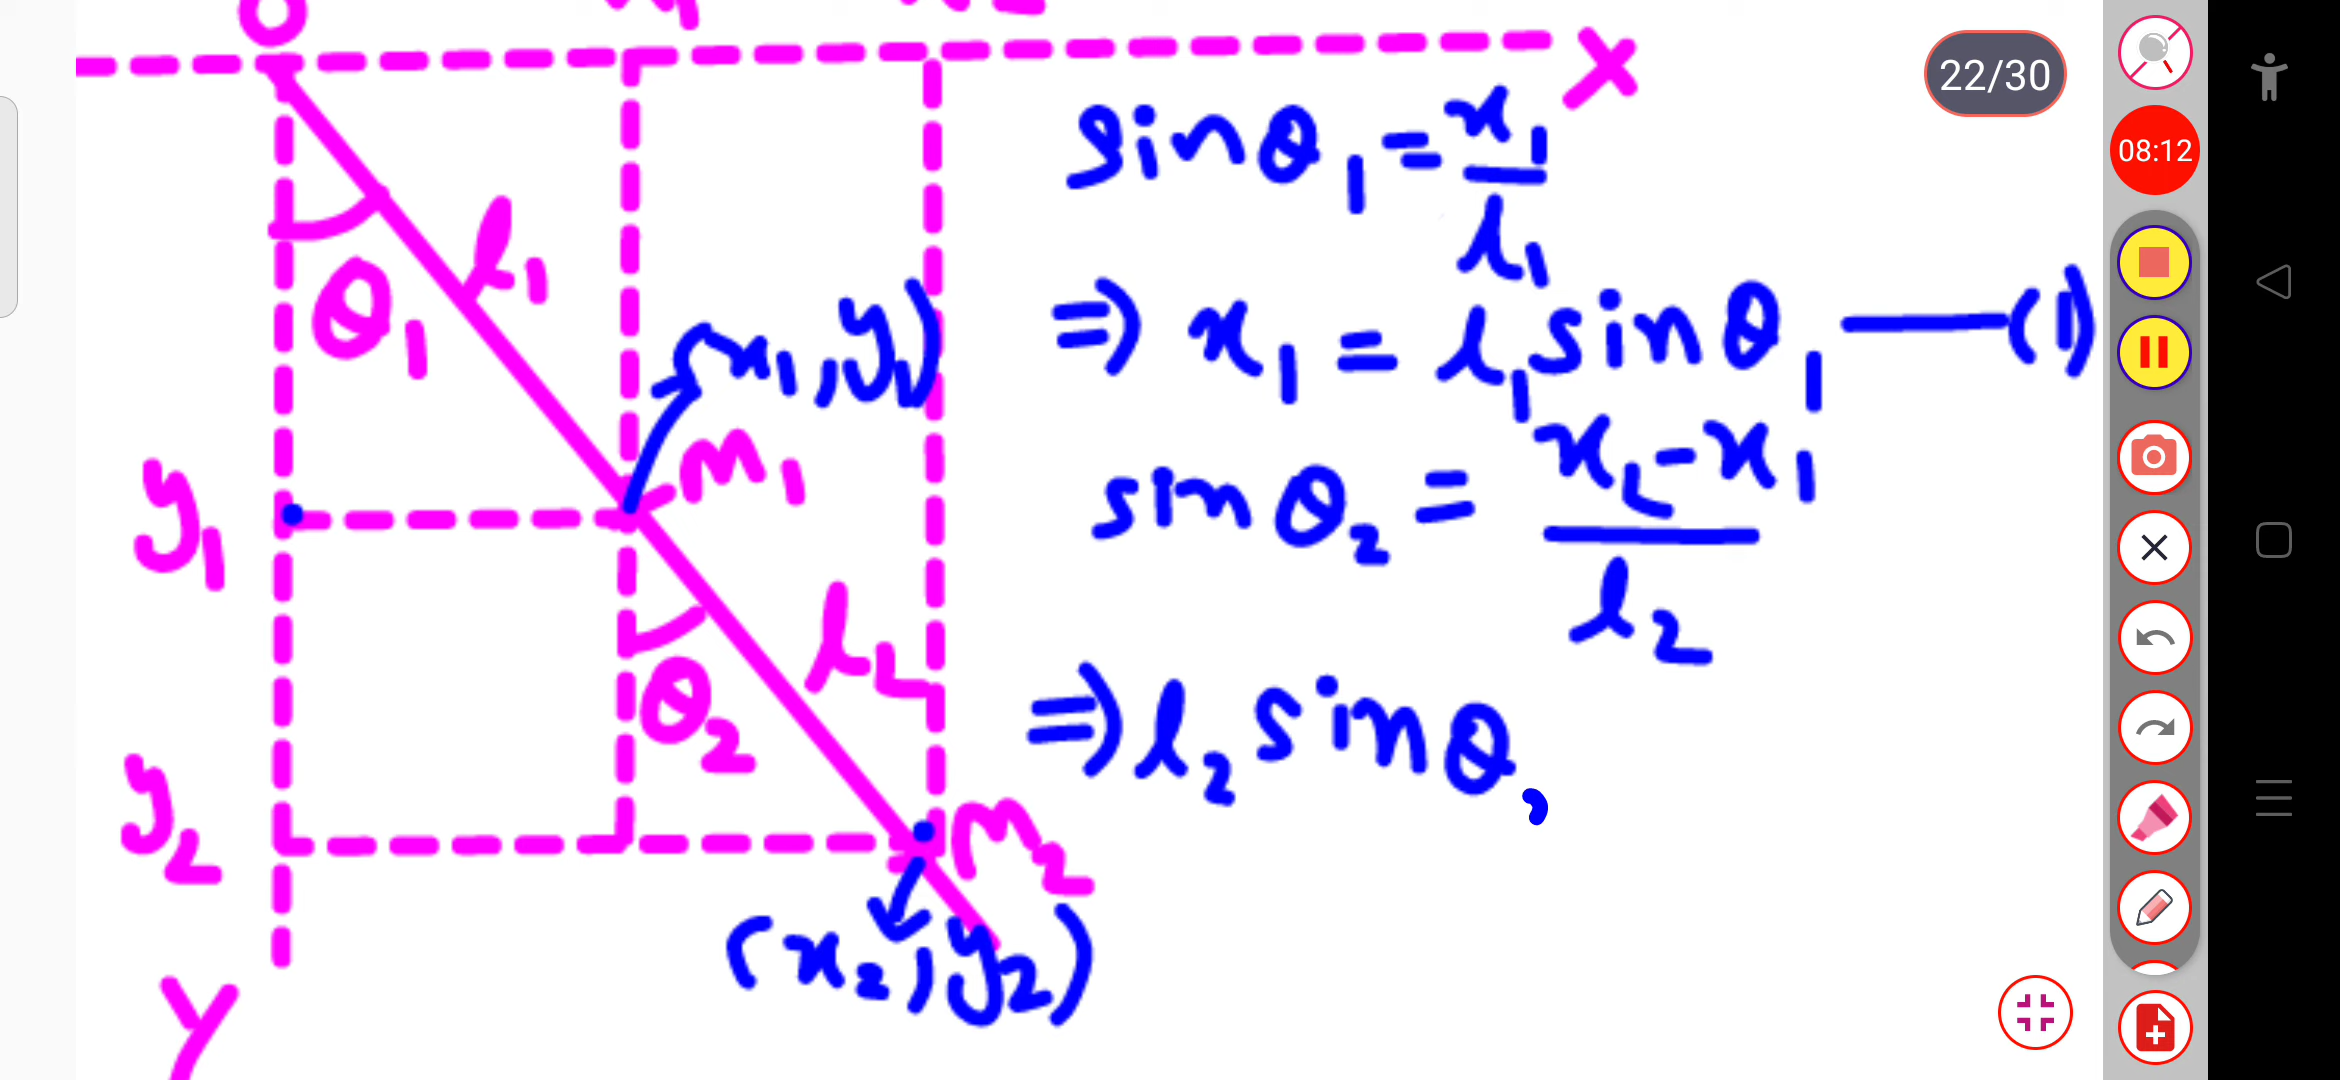 O
X
22/30
08:12
sinθ₁ = x₁/l₁
θ₁
l₁
(x₁, y₁)
⇒ x₁ = l₁ sinθ₁ —(1)
m₁
y₁
sinθ₂ = x₂ - x₁ / l₂
θ₂
l₂
⇒ l₂ sinθ,
y₂
m₂
(x₂, y₂)
Y